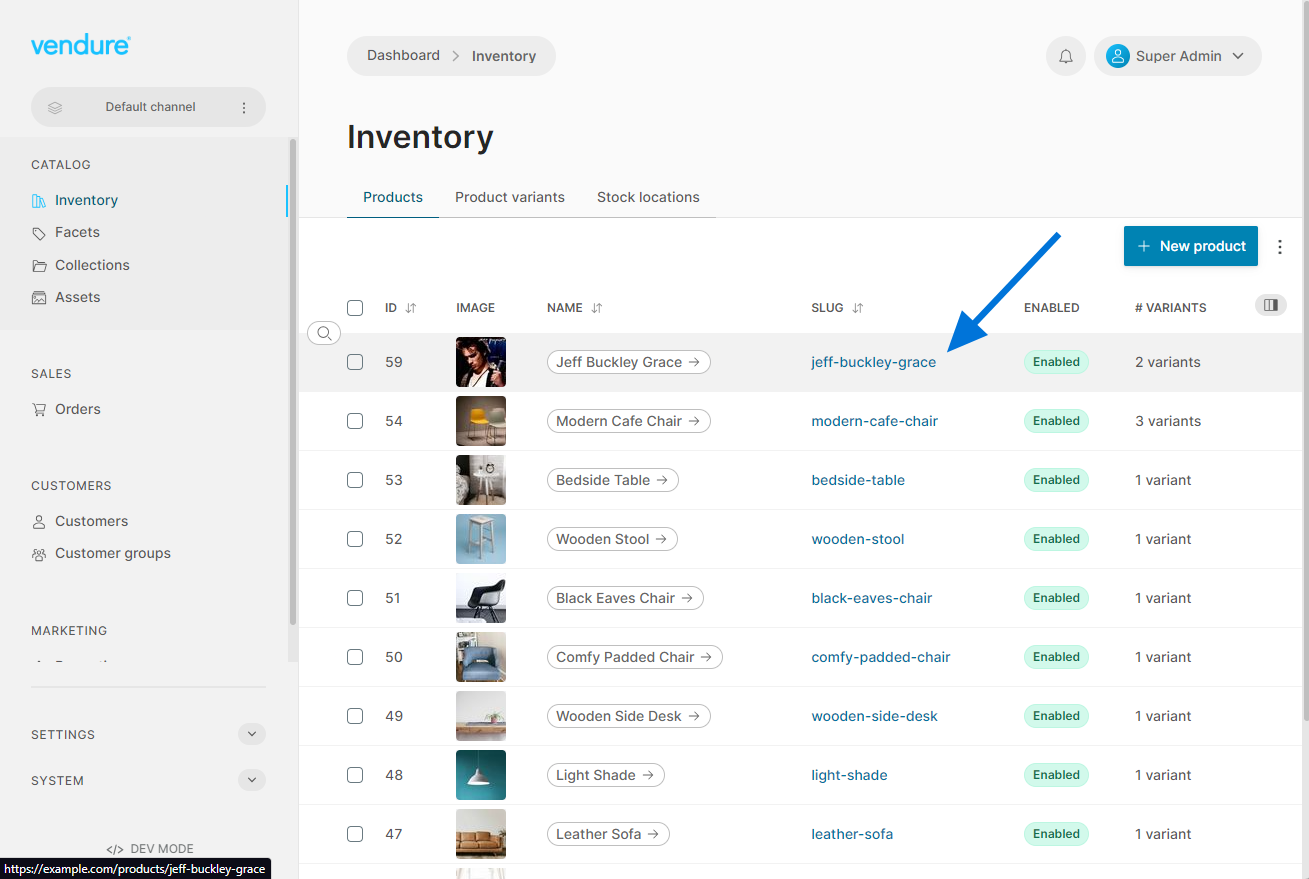 vendure
Default channel
CATALOG
Inventory
Facets
Collections
Assets
SALES
Orders
CUSTOMERS
Customers
Customer groups
MARKETING
SETTINGS
SYSTEM
</> DEV MODE
https://example.com/products/jeff-buckley-grace
Dashboard > Inventory
Super Admin
Inventory
Products Product variants Stock locations
+ New product
ID IMAGE NAME SLUG ENABLED # VARIANTS
59 Jeff Buckley Grace → jeff-buckley-grace Enabled 2 variants
54 Modern Cafe Chair → modern-cafe-chair Enabled 3 variants
53 Bedside Table → bedside-table Enabled 1 variant
52 Wooden Stool → wooden-stool Enabled 1 variant
51 Black Eaves Chair → black-eaves-chair Enabled 1 variant
50 Comfy Padded Chair → comfy-padded-chair Enabled 1 variant
49 Wooden Side Desk → wooden-side-desk Enabled 1 variant
48 Light Shade → light-shade Enabled 1 variant
47 Leather Sofa → leather-sofa Enabled 1 variant